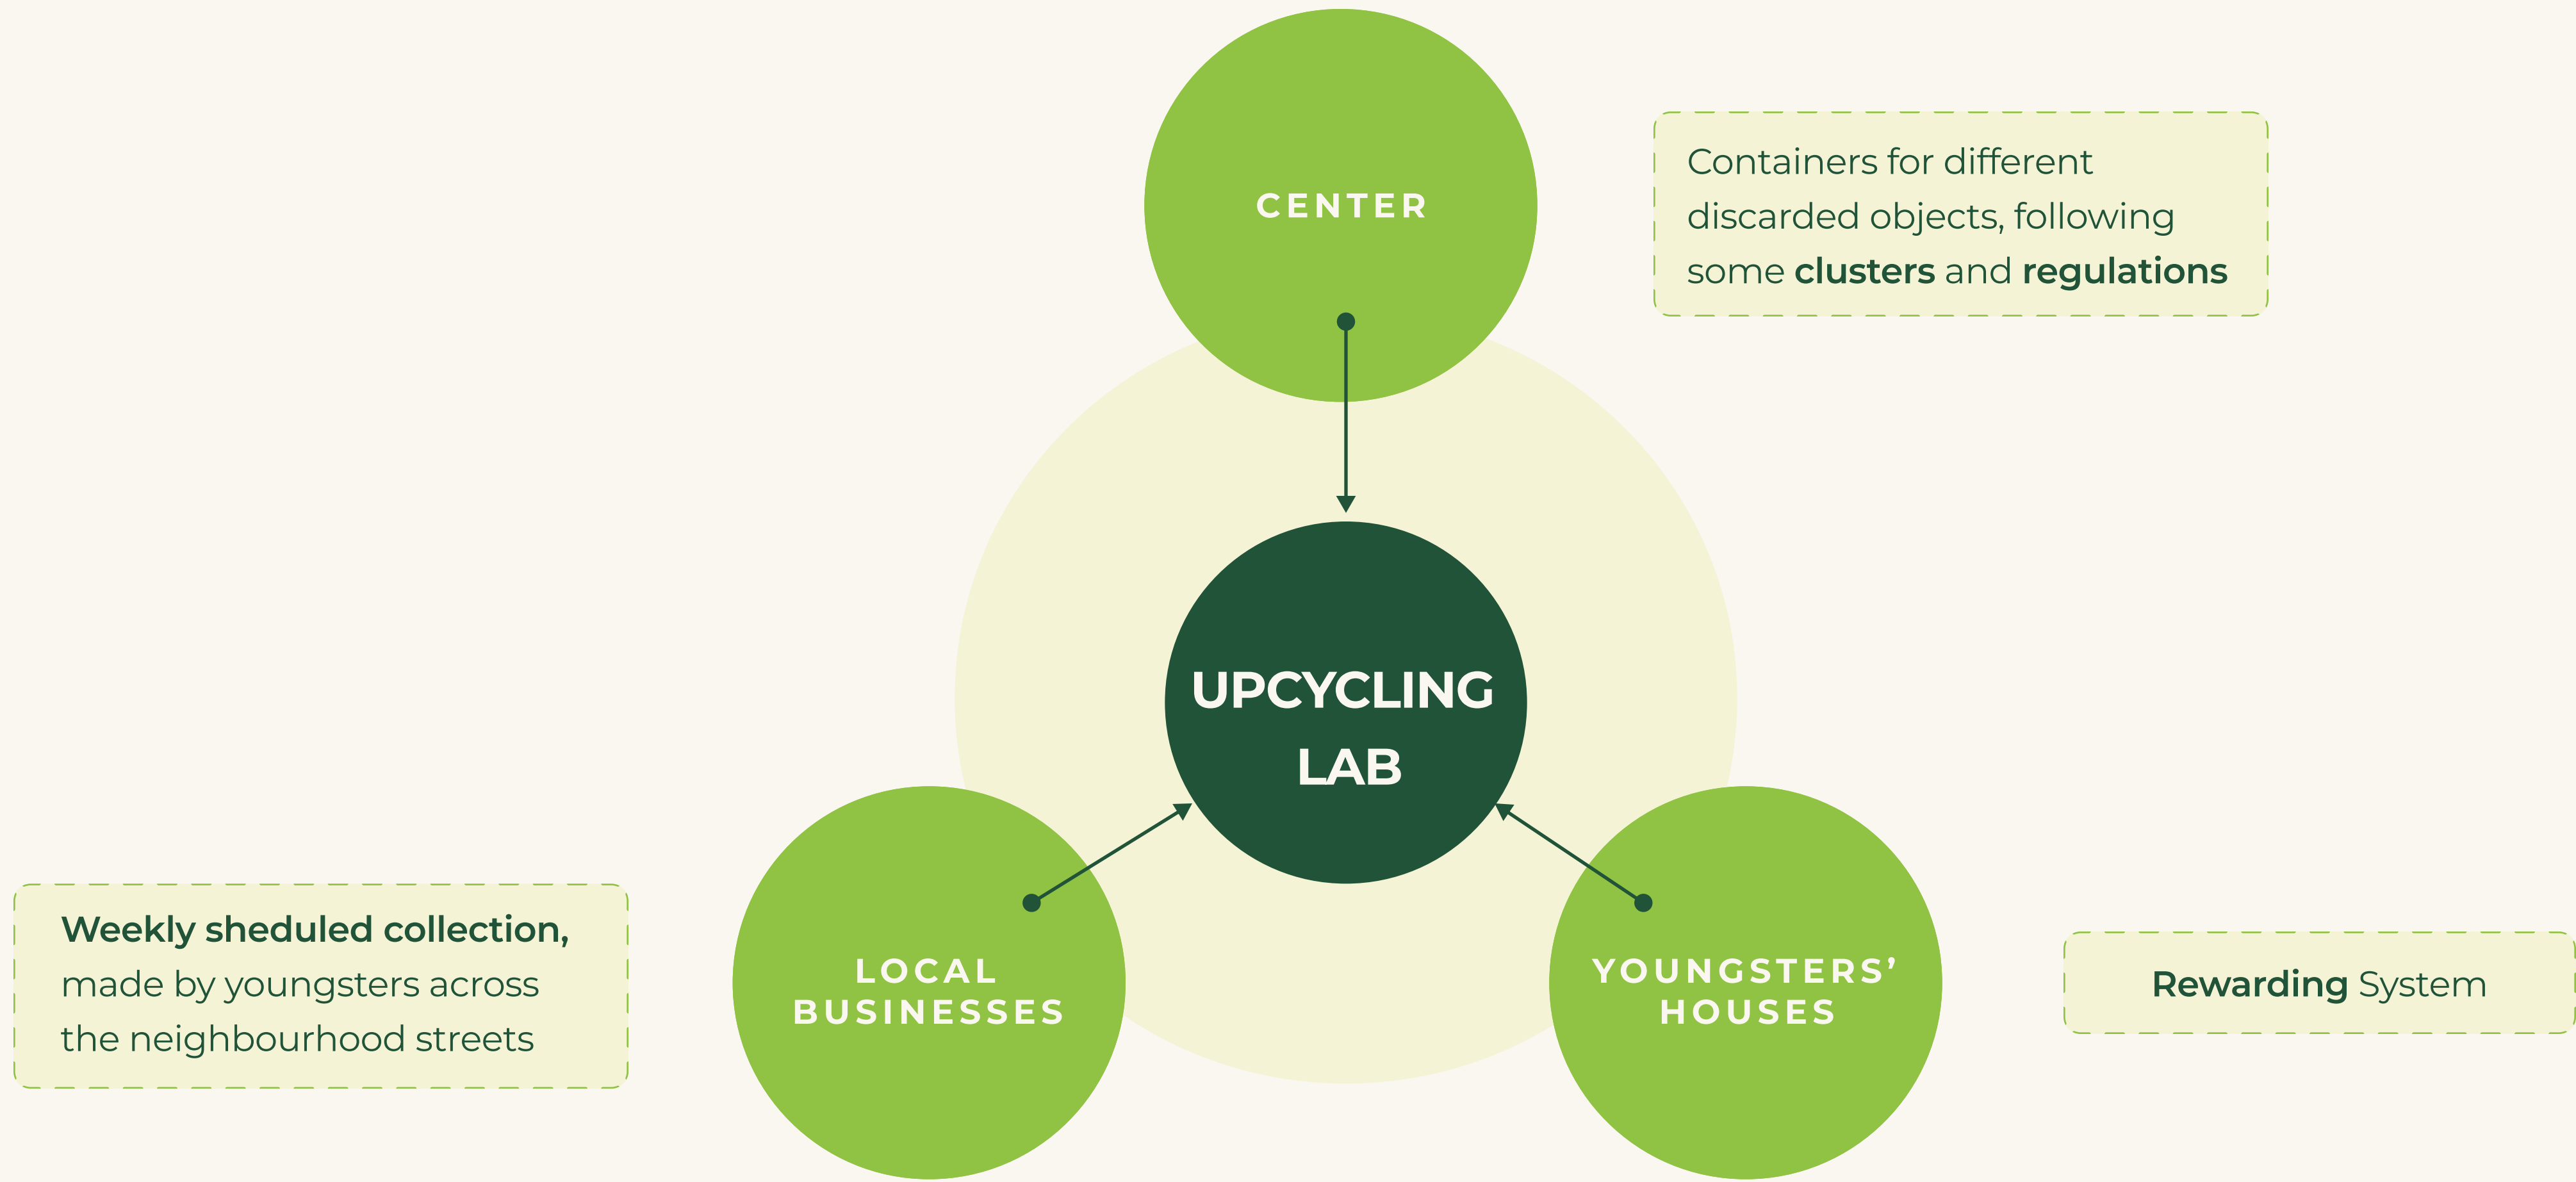 CENTER
Containers for different
discarded objects, following
some clusters and regulations
UPCYCLING
LAB
Weekly sheduled collection,
made by youngsters across
the neighbourhood streets
LOCAL
BUSINESSES
YOUNGSTERS’
HOUSES
Rewarding System